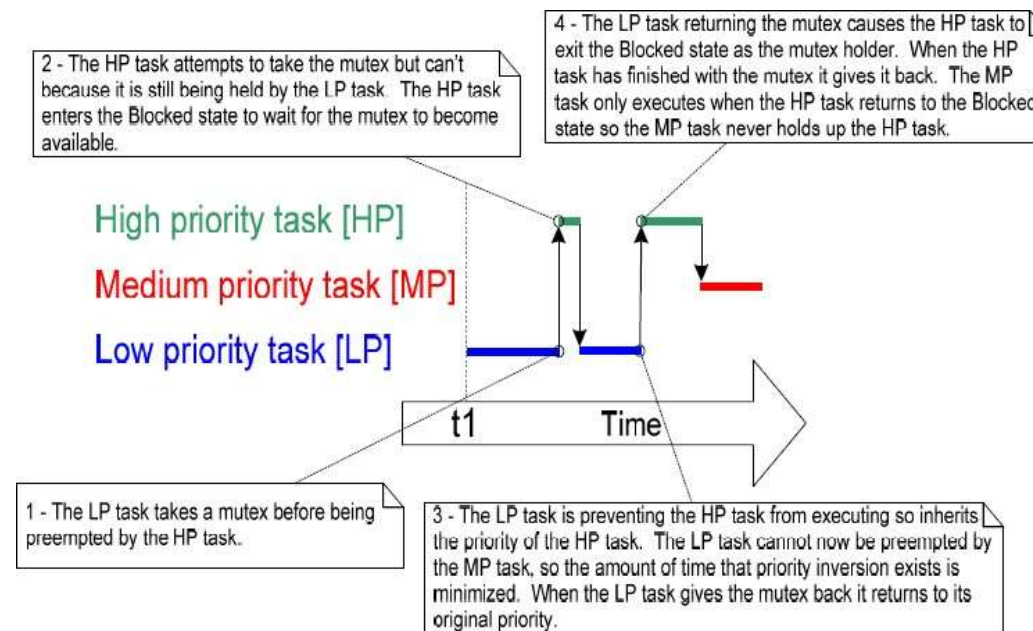 2 - The HP task attempts to take the mutex but can't
because it is still being held by the LP task. The HP task
enters the Blocked state to wait for the mutex to become
available.
4 - The LP task returning the mutex causes the HP task to
exit the Blocked state as the mutex holder. When the HP
task has finished with the mutex it gives it back. The MP
task only executes when the HP task returns to the Blocked
state so the MP task never holds up the HP task.
High priority task [HP]
Medium priority task [MP]
Low priority task [LP]
t1 Time
1 - The LP task takes a mutex before being
preempted by the HP task.
3 - The LP task is preventing the HP task from executing so inherits
the priority of the HP task. The LP task cannot now be preempted by
the MP task, so the amount of time that priority inversion exists is
minimized. When the LP task gives the mutex back it returns to its
original priority.